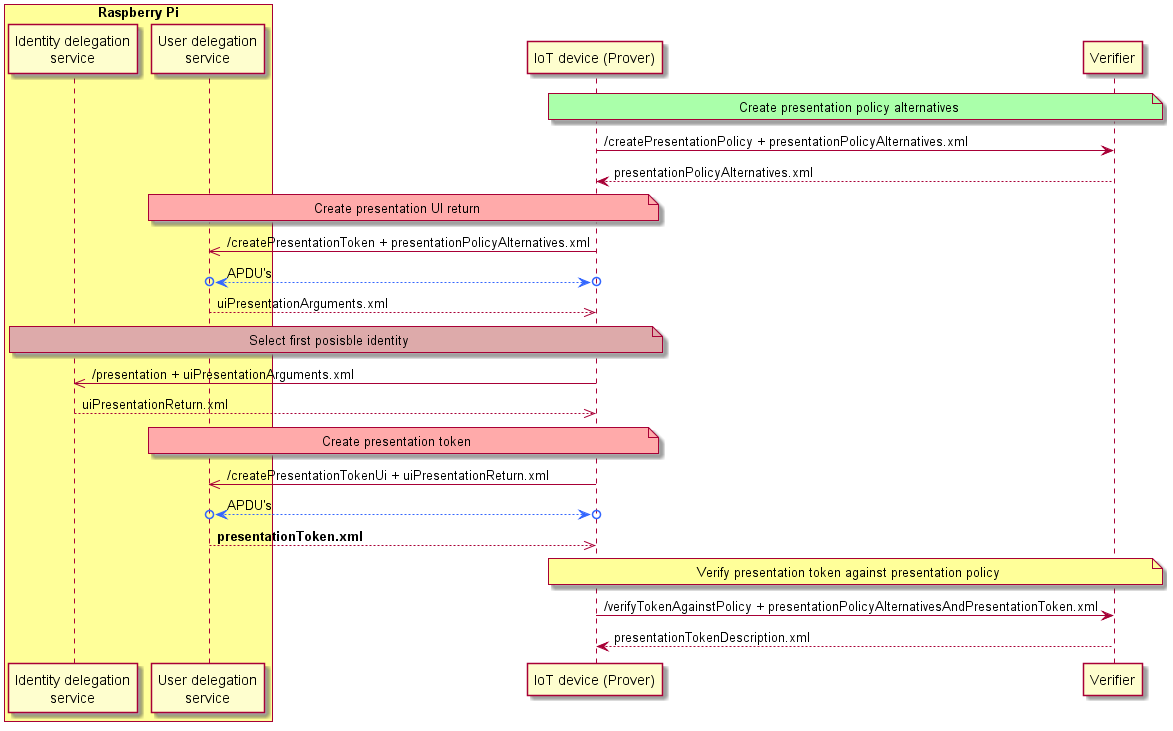 Raspberry Pi
Identity delegation
service
User delegation
service
IoT device (Prover)
Verifier
Create presentation policy alternatives
/createPresentationPolicy + presentationPolicyAlternatives.xml
presentationPolicyAlternatives.xml
Create presentation UI return
/createPresentationToken + presentationPolicyAlternatives.xml
APDU's
uiPresentationArguments.xml
Select first posisble identity
/presentation + uiPresentationArguments.xml
uiPresentationReturn.xml
Create presentation token
/createPresentationTokenUi + uiPresentationReturn.xml
APDU's
presentationToken.xml
Verify presentation token against presentation policy
/verifyTokenAgainstPolicy + presentationPolicyAlternativesAndPresentationToken.xml
presentationTokenDescription.xml
Identity delegation
service
User delegation
service
IoT device (Prover)
Verifier